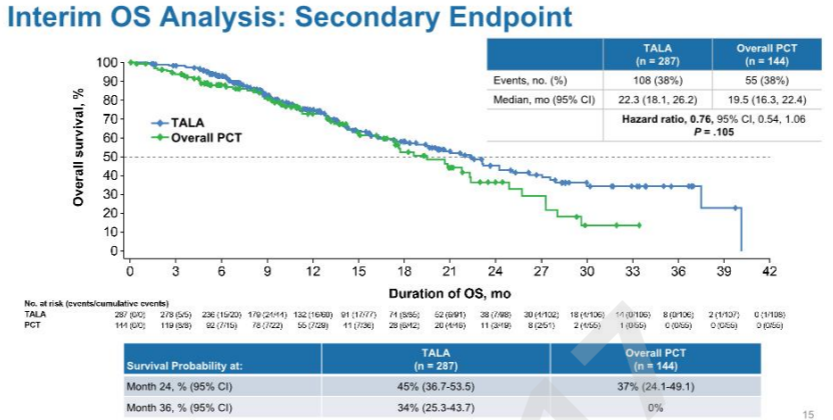 Interim OS Analysis: Secondary Endpoint
TALA
(n = 287)
Overall PCT
(n = 144)
Events, no. (%) 108 (38%) 55 (38%)
Median, mo (95% CI) 22.3 (18.1, 26.2) 19.5 (16.3, 22.4)
Hazard ratio, 0.76, 95% CI, 0.54, 1.06
P = .105
Overall survival, %
100
90
80
70
60
50
40
30
20
10
0
TALA
Overall PCT
0 3 6 9 12 15 18 21 24 27 30 33 36 39 42
Duration of OS, mo
No. at risk (events/cumulative events)
TALA 287 (0/0) 278 (5/5) 236 (15/20) 179 (24/44) 132 (16/60) 91 (17/77) 74 (8/85) 52 (6/91) 38 (7/98) 30 (4/102) 18 (4/106) 14 (0/106) 8 (0/106) 2 (1/107) 0 (1/108)
PCT 144 (0/0) 119 (8/8) 92 (7/15) 78 (7/22) 55 (7/29) 41 (7/36) 28 (6/42) 20 (4/46) 11 (3/49) 8 (2/51) 2 (4/55) 1 (0/55) 0 (0/55) 0 (0/55) 0 (0/55)
Survival Probability at:
TALA
(n = 287)
Overall PCT
(n = 144)
Month 24, % (95% CI) 45% (36.7-53.5) 37% (24.1-49.1)
Month 36, % (95% CI) 34% (25.3-43.7) 0%
15